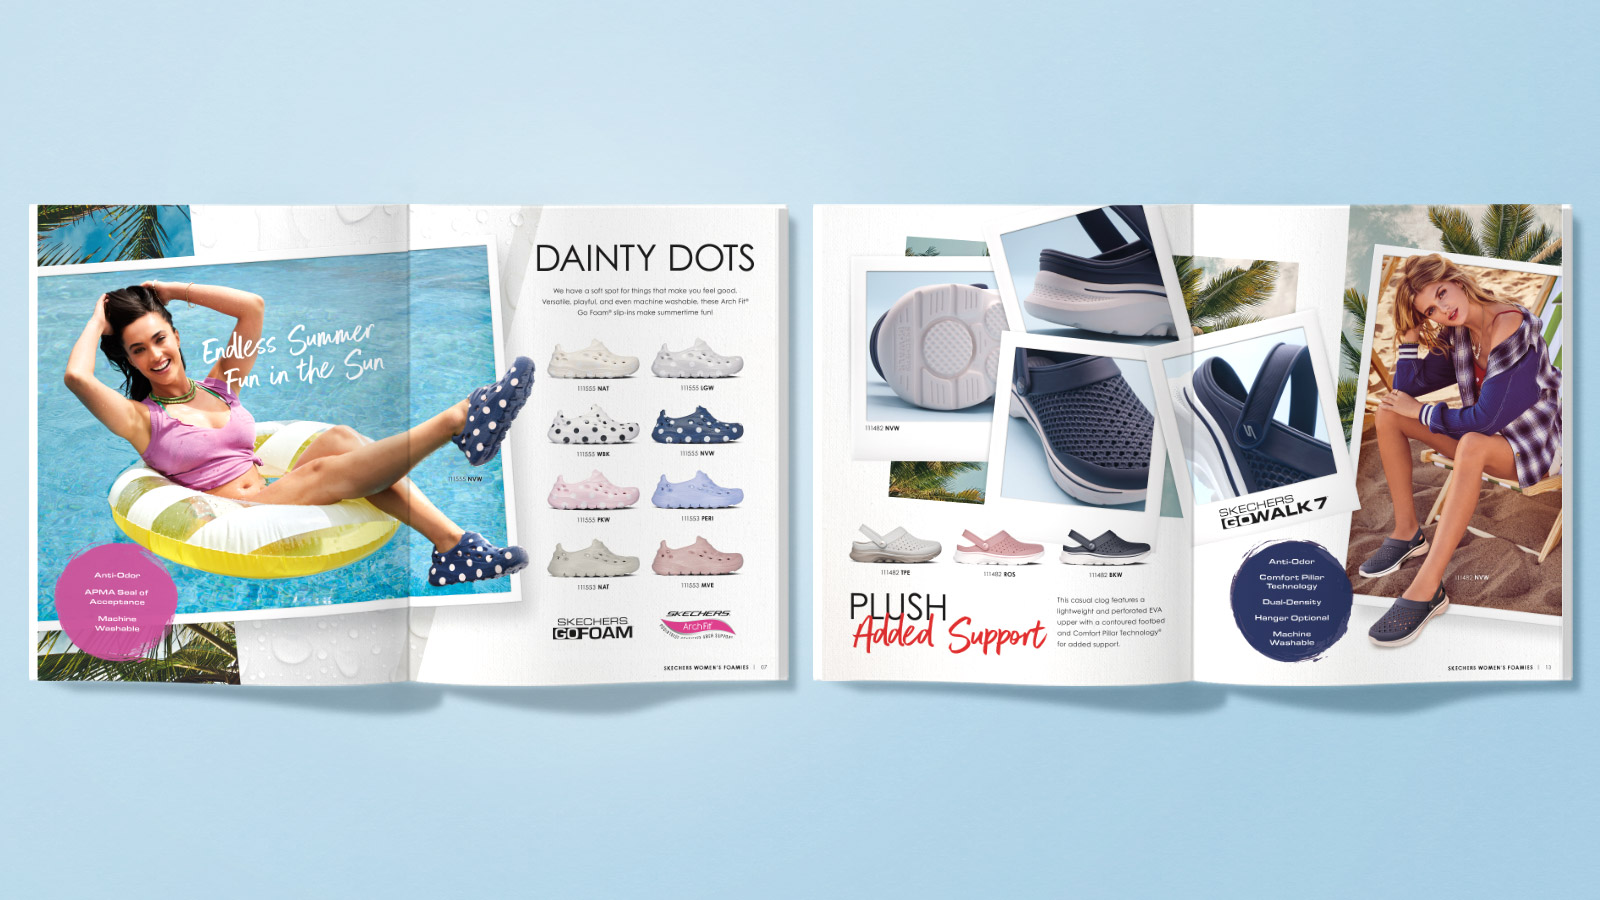 Endless Summer
Fun in the Sun
111555 NVW
Anti-Odor
APMA Seal of
Acceptance
Machine
Washable
DAINTY DOTS
We have a soft spot for things that make you feel good.
Versatile, playful, and even machine washable, these Arch Fit®
Go Foam® slip-ins make summertime fun!
111555 NAT
111555 LGW
111555 WBK
111555 NVW
111555 PKW
111553 PERI
111553 NAT
111553 MVE
SKECHERS
GOFOAM
SKECHERS
Arch Fit
PODIATRIST-CERTIFIED ARCH SUPPORT
SKECHERS WOMEN'S FOAMIES | 07
111482 NVW
SKECHERS
GOWALK 7
111482 TPE
111482 ROS
111482 BKW
PLUSH
Added Support
This casual clog features a
lightweight and perforated EVA
upper with a contoured footbed
and Comfort Pillar Technology®
for added support.
Anti-Odor
Comfort Pillar
Technology
Dual-Density
Hanger Optional
Machine
Washable
111482 NVW
SKECHERS WOMEN'S FOAMIES | 13